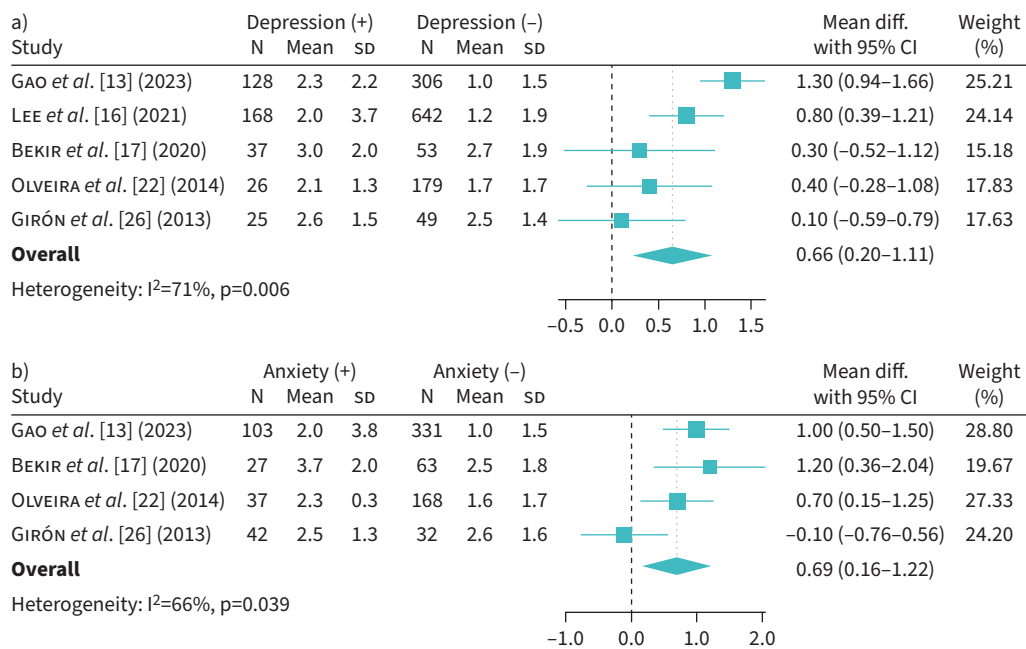 a) Depression (+) Depression (–) Mean diff. Weight
Study N Mean SD N Mean SD with 95% CI (%)
GAO et al. [13] (2023) 128 2.3 2.2 306 1.0 1.5 1.30 (0.94–1.66) 25.21
LEE et al. [16] (2021) 168 2.0 3.7 642 1.2 1.9 0.80 (0.39–1.21) 24.14
BEKIR et al. [17] (2020) 37 3.0 2.0 53 2.7 1.9 0.30 (–0.52–1.12) 15.18
OLVEIRA et al. [22] (2014) 26 2.1 1.3 179 1.7 1.7 0.40 (–0.28–1.08) 17.83
GIRÓN et al. [26] (2013) 25 2.6 1.5 49 2.5 1.4 0.10 (–0.59–0.79) 17.63
Overall 0.66 (0.20–1.11)
Heterogeneity: I²=71%, p=0.006
–0.5 0.0 0.5 1.0 1.5
b) Anxiety (+) Anxiety (–) Mean diff. Weight
Study N Mean SD N Mean SD with 95% CI (%)
GAO et al. [13] (2023) 103 2.0 3.8 331 1.0 1.5 1.00 (0.50–1.50) 28.80
BEKIR et al. [17] (2020) 27 3.7 2.0 63 2.5 1.8 1.20 (0.36–2.04) 19.67
OLVEIRA et al. [22] (2014) 37 2.3 0.3 168 1.6 1.7 0.70 (0.15–1.25) 27.33
GIRÓN et al. [26] (2013) 42 2.5 1.3 32 2.6 1.6 –0.10 (–0.76–0.56) 24.20
Overall 0.69 (0.16–1.22)
Heterogeneity: I²=66%, p=0.039
–1.0 0.0 1.0 2.0